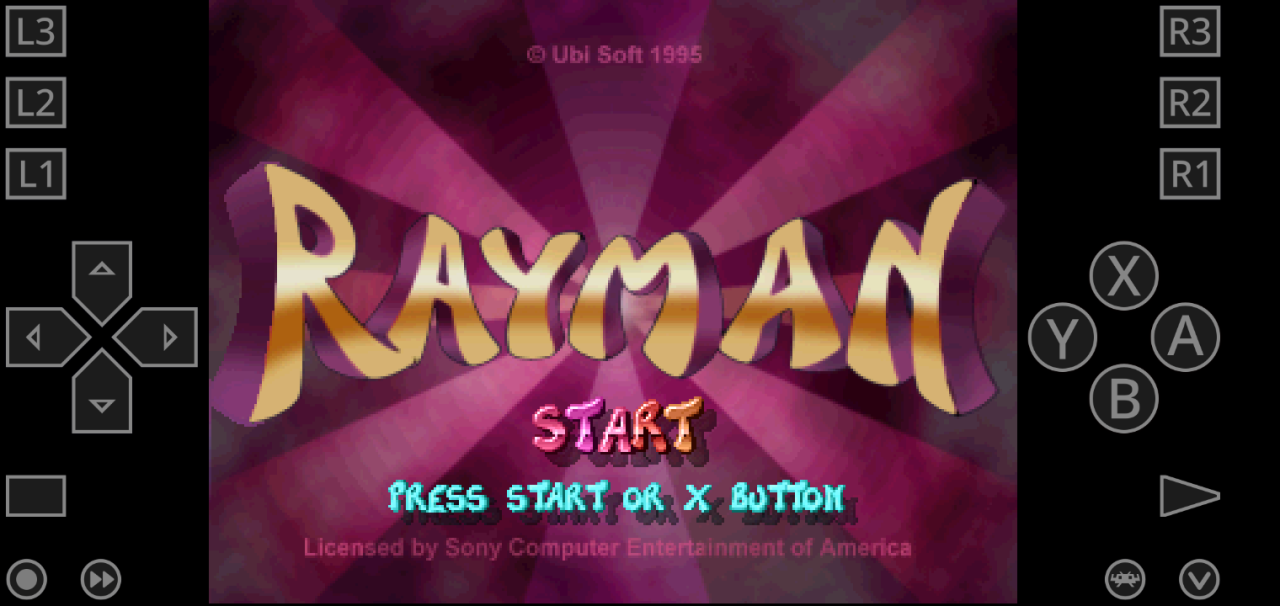 L3
L2
L1
© Ubi Soft 1995
RAYMAN
START
PRESS START OR X BUTTON
Licensed by Sony Computer Entertainment of America
R3
R2
R1
X
Y
A
B